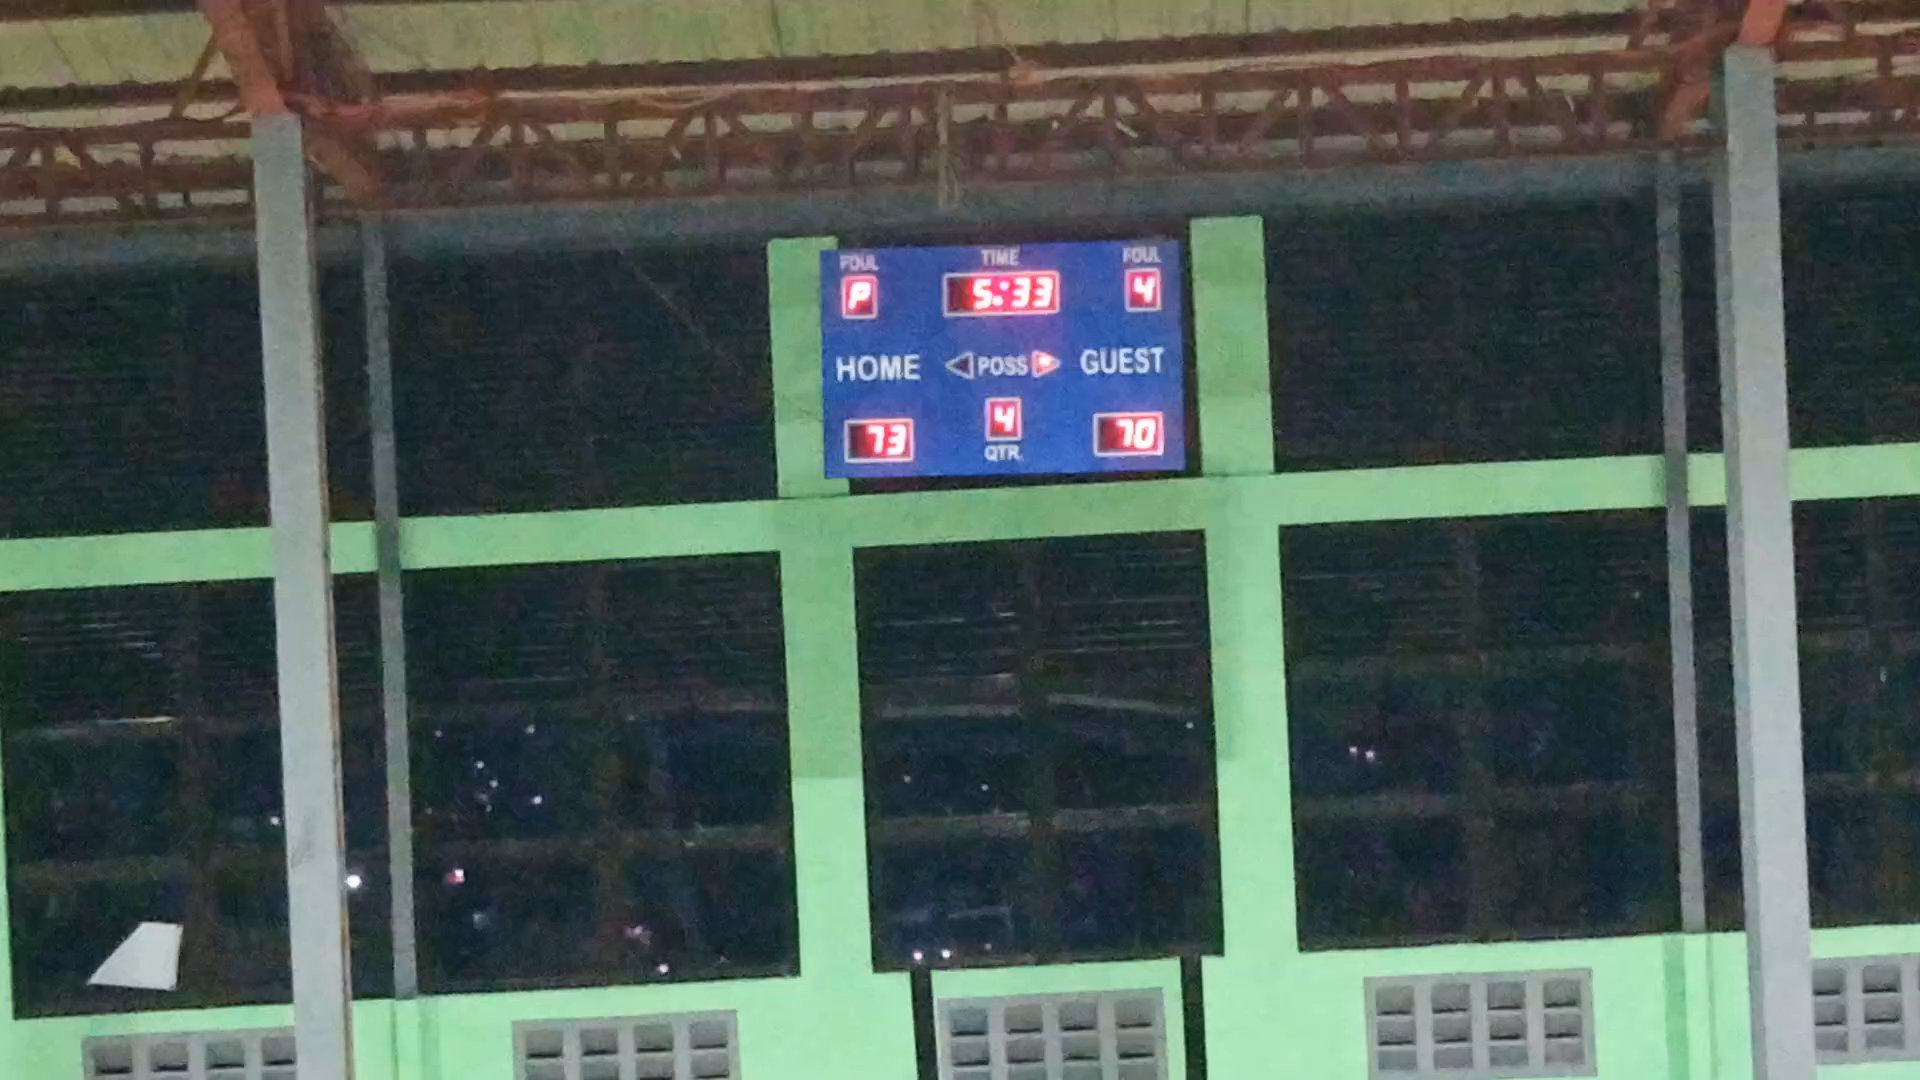 FOUL TIME FOUL
P 5:33 4
HOME POSS GUEST
73 4 70
QTR.